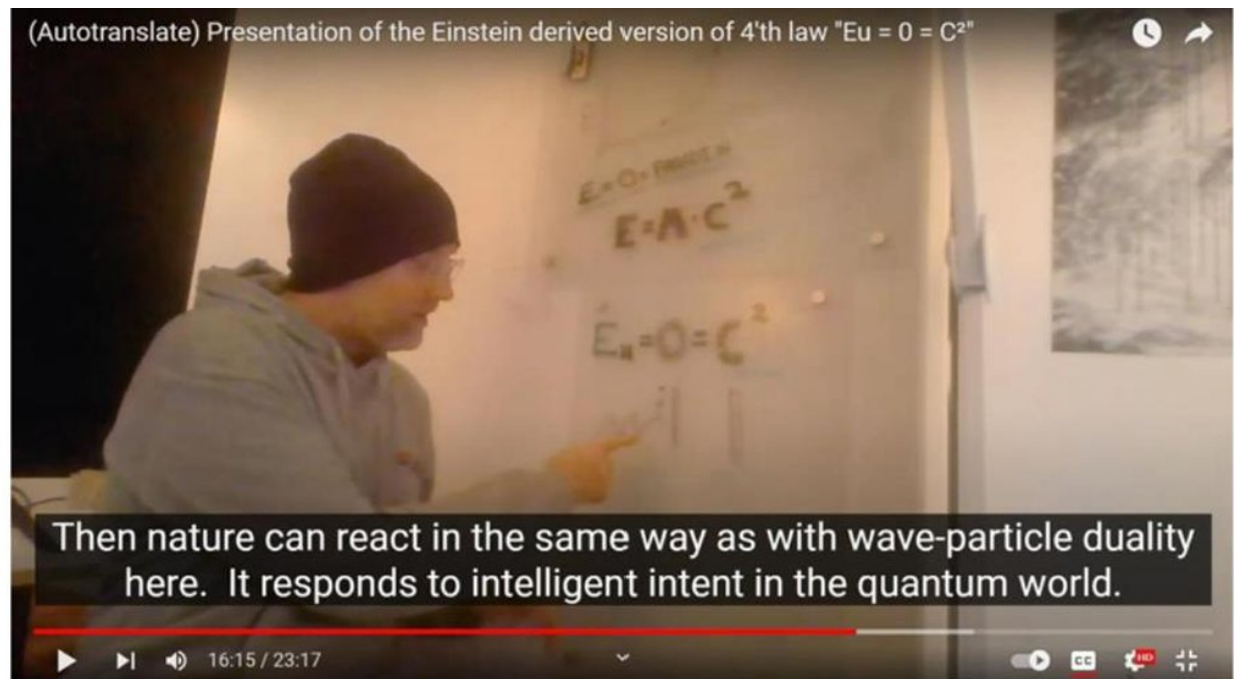 (Autotranslate) Presentation of the Einstein derived version of 4'th law "Eu = 0 = C²"
E=A·C²
Eu=0=C²
Then nature can react in the same way as with wave-particle duality
here. It responds to intelligent intent in the quantum world.
16:15 / 23:17
CC
HD